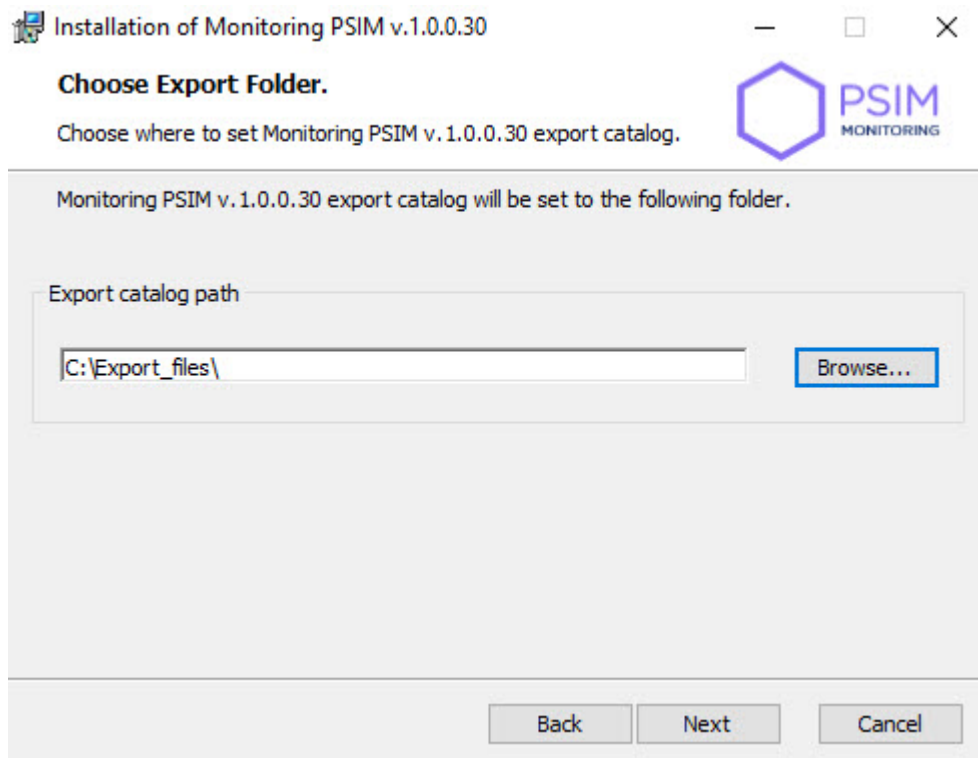 Installation of Monitoring PSIM v.1.0.0.30
Choose Export Folder.
Choose where to set Monitoring PSIM v.1.0.0.30 export catalog.
PSIM
MONITORING
Monitoring PSIM v.1.0.0.30 export catalog will be set to the following folder.
Export catalog path
C:\Export_files\
Browse...
Back
Next
Cancel